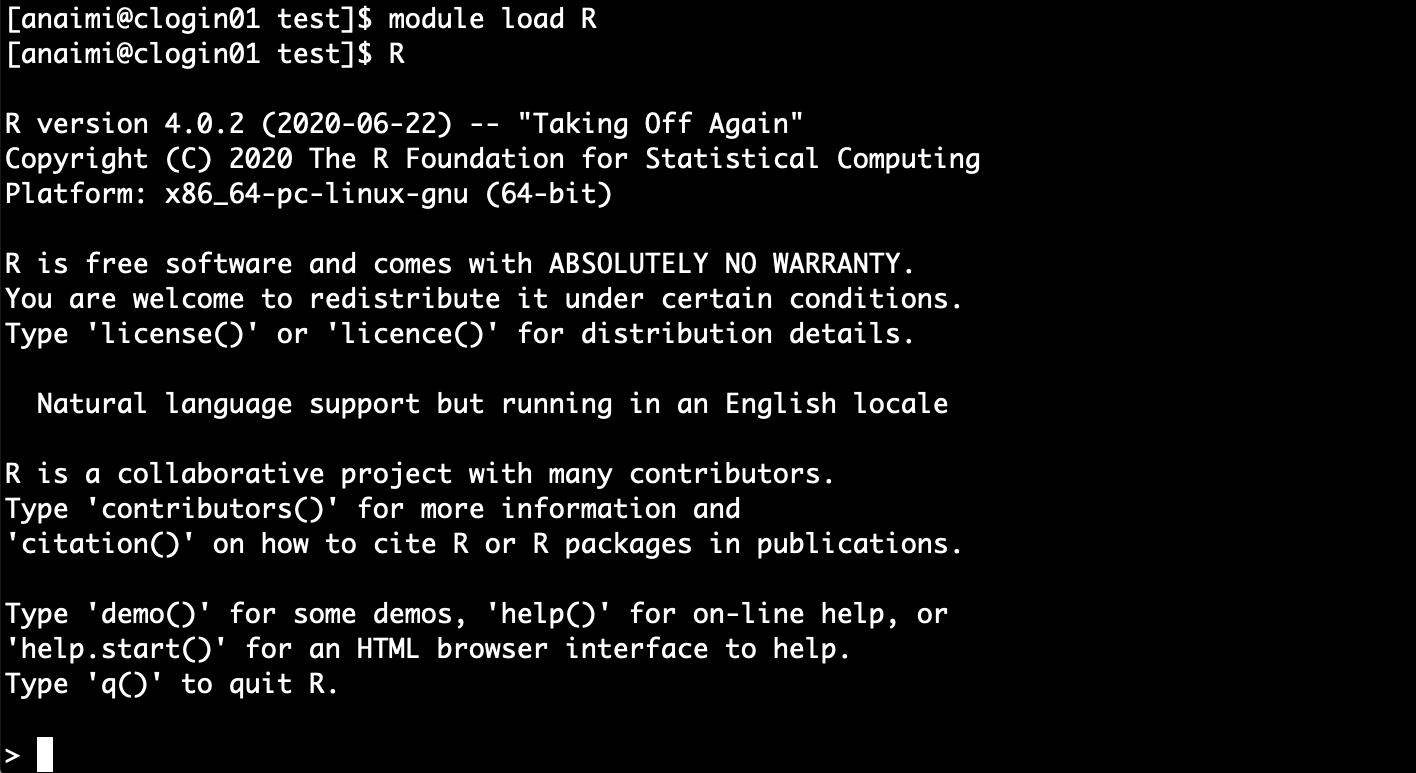 [anaimi@clogin01 test]$ module load R
[anaimi@clogin01 test]$ R
R version 4.0.2 (2020-06-22) -- "Taking Off Again"
Copyright (C) 2020 The R Foundation for Statistical Computing
Platform: x86_64-pc-linux-gnu (64-bit)
R is free software and comes with ABSOLUTELY NO WARRANTY.
You are welcome to redistribute it under certain conditions.
Type 'license()' or 'licence()' for distribution details.
Natural language support but running in an English locale
R is a collaborative project with many contributors.
Type 'contributors()' for more information and
'citation()' on how to cite R or R packages in publications.
Type 'demo()' for some demos, 'help()' for on-line help, or
'help.start()' for an HTML browser interface to help.
Type 'q()' to quit R.
>